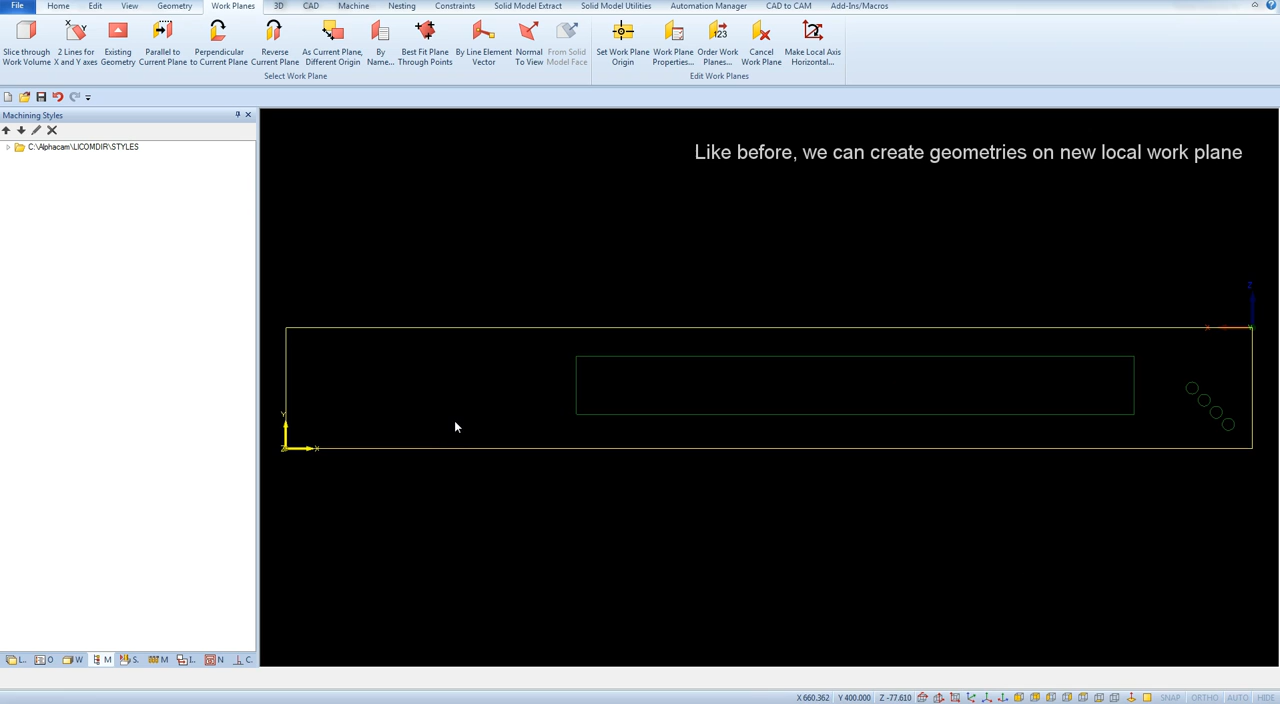 File Home Edit View Geometry Work Planes 3D CAD Machine Nesting Constraints Solid Model Extract Solid Model Utilities Automation Manager CAD to CAM Add-Ins/Macros
Slice through Work Volume
2 Lines for X and Y axes
Existing Geometry
Parallel to Current Plane
Perpendicular to Current Plane
Reverse Current Plane
As Current Plane, Different Origin
By Name...
Best Fit Plane Through Points
By Line Element Vector
Normal To View
From Solid Model Face
Set Work Plane Origin
Work Plane Properties...
Order Work Planes...
Cancel Work Plane
Make Local Axis Horizontal...
Select Work Plane
Edit Work Planes
Machining Styles
C:\Alphacam\LICOMDIR\STYLES
Like before, we can create geometries on new local work plane
Z
X
Y
Y
Z
X
L.. O W M S. M I.. N C.
X 660.362 Y 400.000 Z -77.610 SNAP ORTHO AUTO HIDE